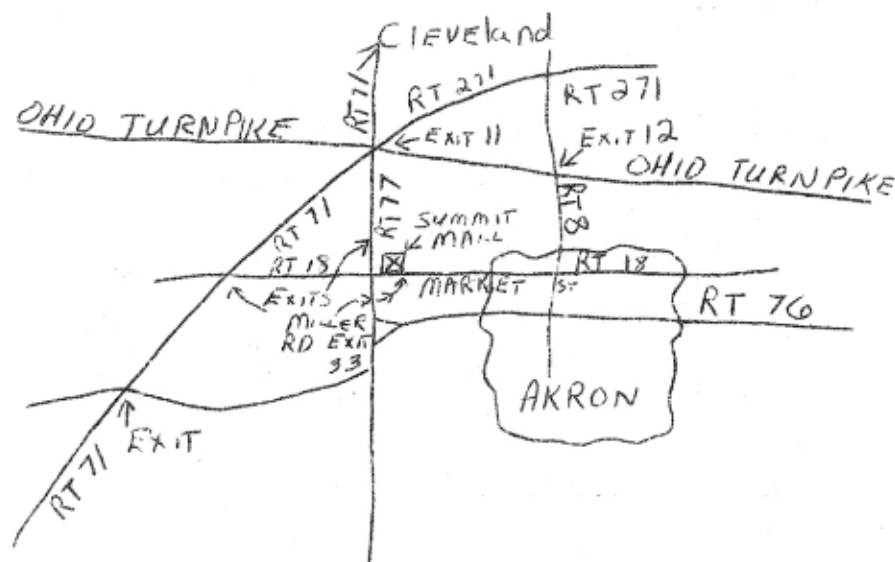 Cleveland
RT 71
RT 271
RT 271
OHIO TURNPIKE
EXIT 11
EXIT 12
OHIO TURNPIKE
RT 71
RT 77
RT 8
SUMMIT
MALL
RT 18
RT 18
EXITS
MARKET ST
MILLER
RD EXIT
33
RT 76
AKRON
EXIT
RT 71